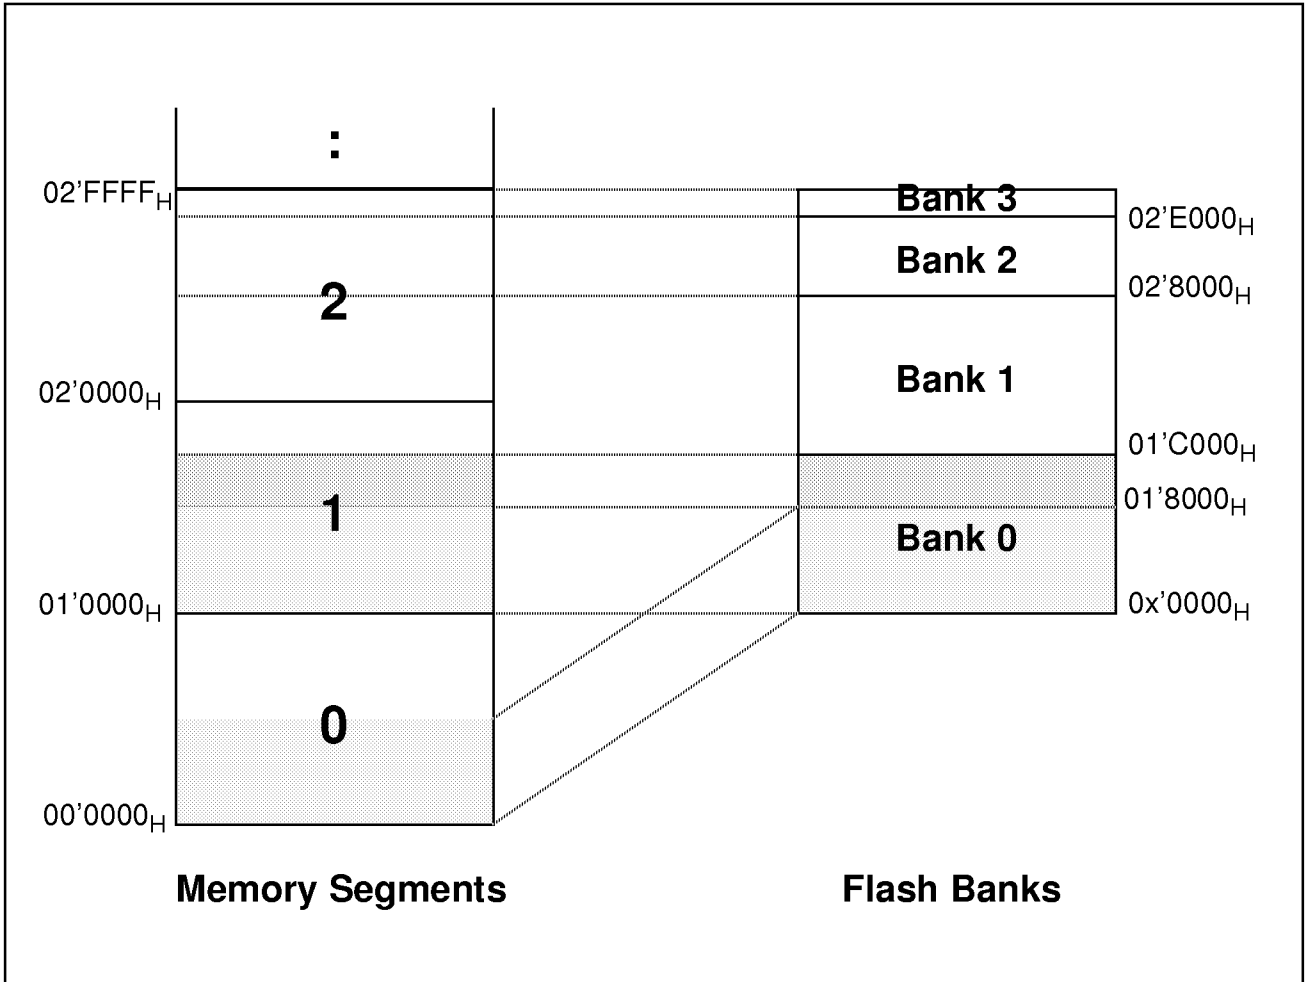 :
02'FFFFH
Bank 3
02'E000H
Bank 2
2
02'8000H
Bank 1
02'0000H
01'C000H
1
01'8000H
Bank 0
01'0000H
0x'0000H
0
00'0000H
Memory Segments
Flash Banks